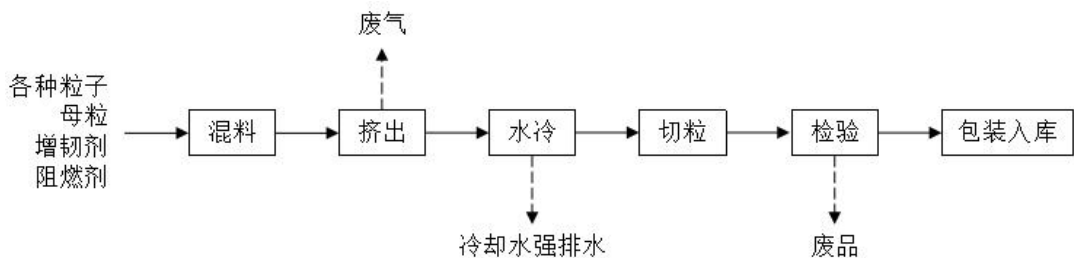 废气
各种粒子
母粒
增韧剂
阻燃剂
混料
挤出
水冷
切粒
检验
包装入库
冷却水强排水
废品